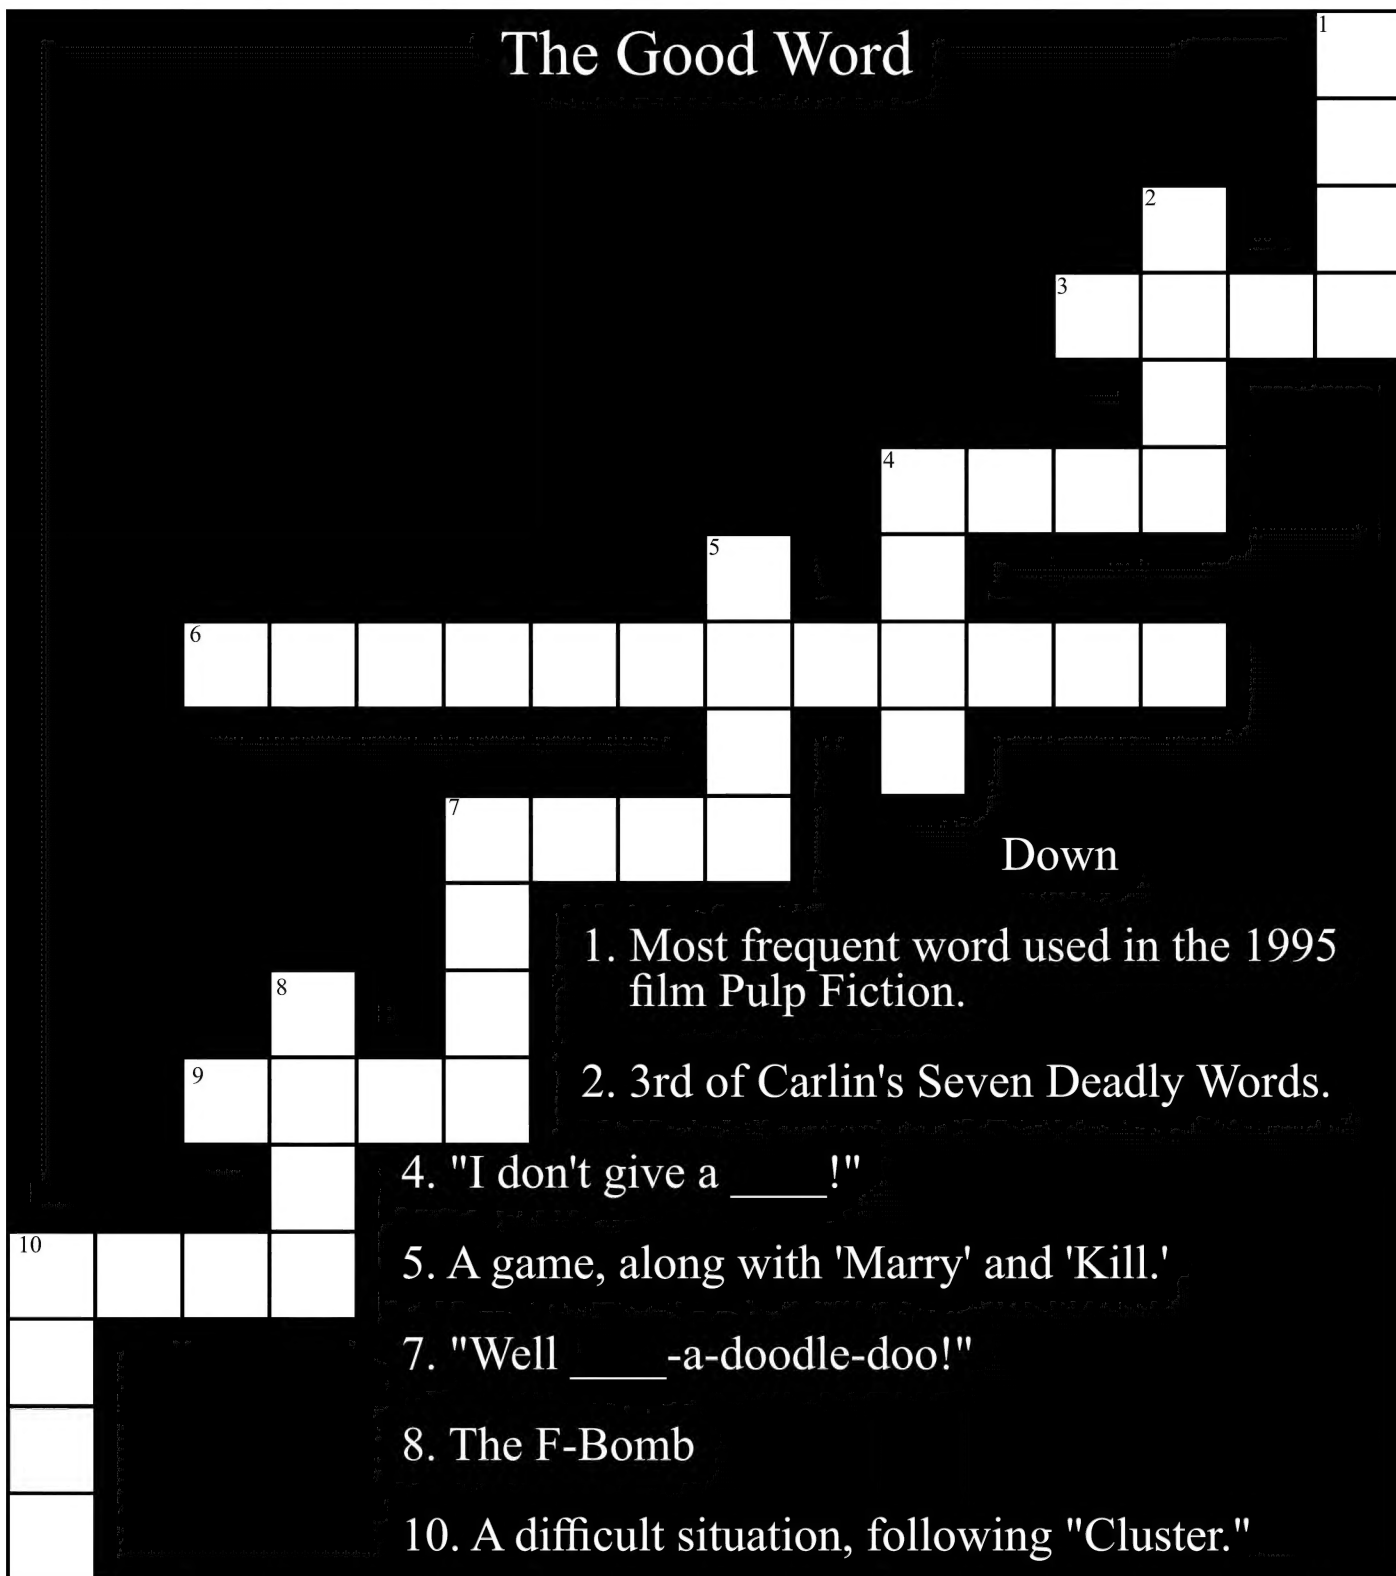 The Good Word
1
2
3
4
5
6
7
8
9
10
Down
1. Most frequent word used in the 1995
film Pulp Fiction.
2. 3rd of Carlin's Seven Deadly Words.
4. "I don't give a ____!"
5. A game, along with 'Marry' and 'Kill.'
7. "Well ____-a-doodle-doo!"
8. The F-Bomb
10. A difficult situation, following "Cluster."